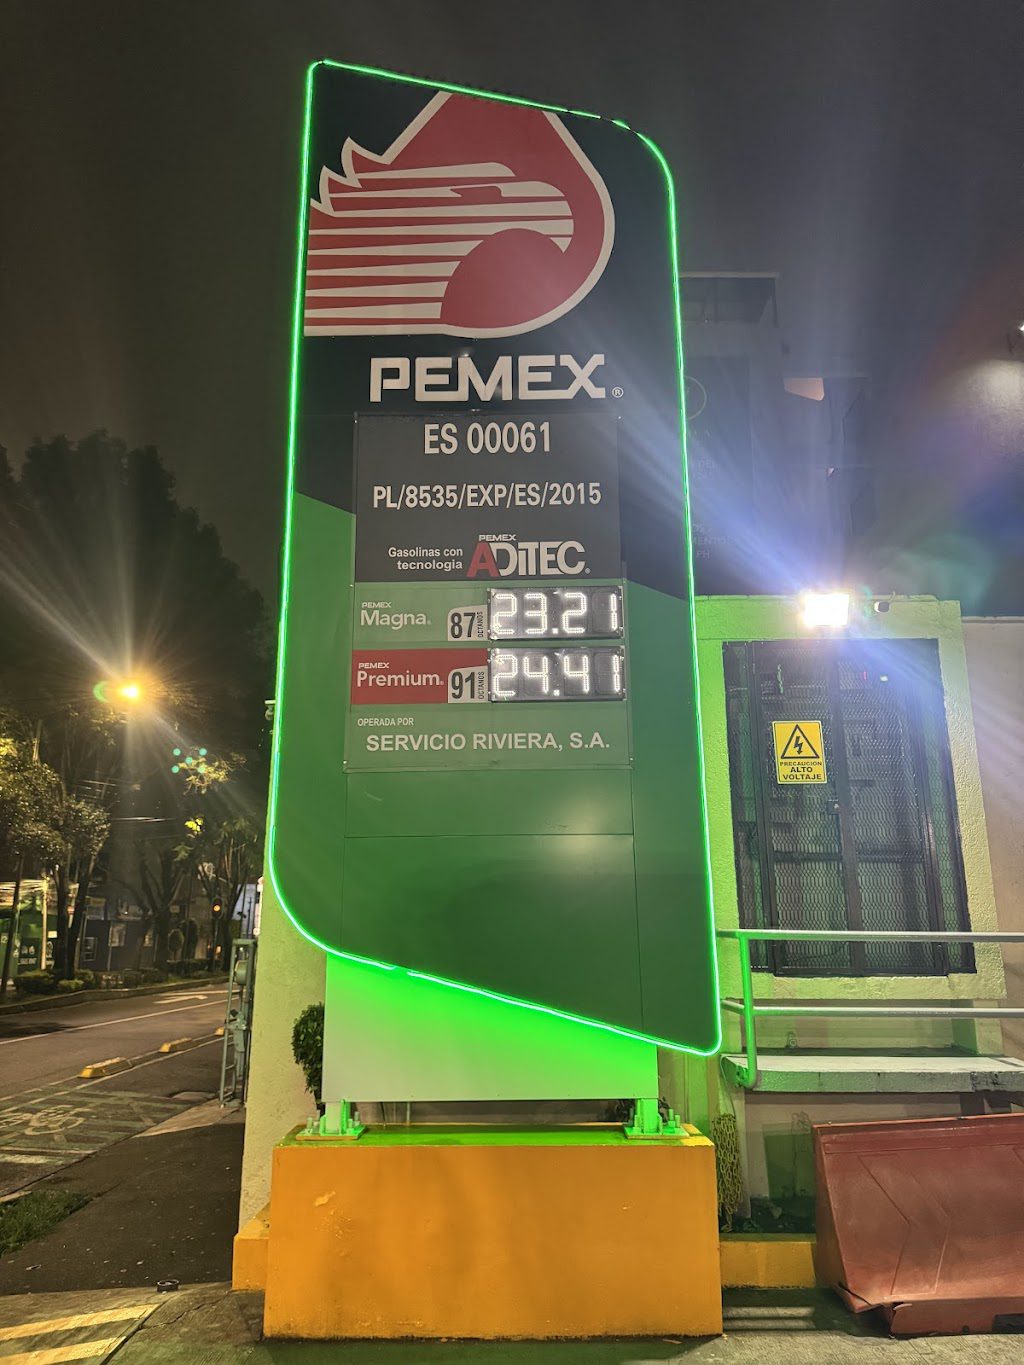 PEMEX®
ES 00061
PL/8535/EXP/ES/2015
Gasolinas con
tecnologia
PEMEX
ADITEC®
PEMEX
Magna®
87 OCTANOS
23.21
PEMEX
Premium®
91 OCTANOS
24.41
OPERADA POR
SERVICIO RIVIERA, S.A.
PRECAUCION
ALTO
VOLTAJE